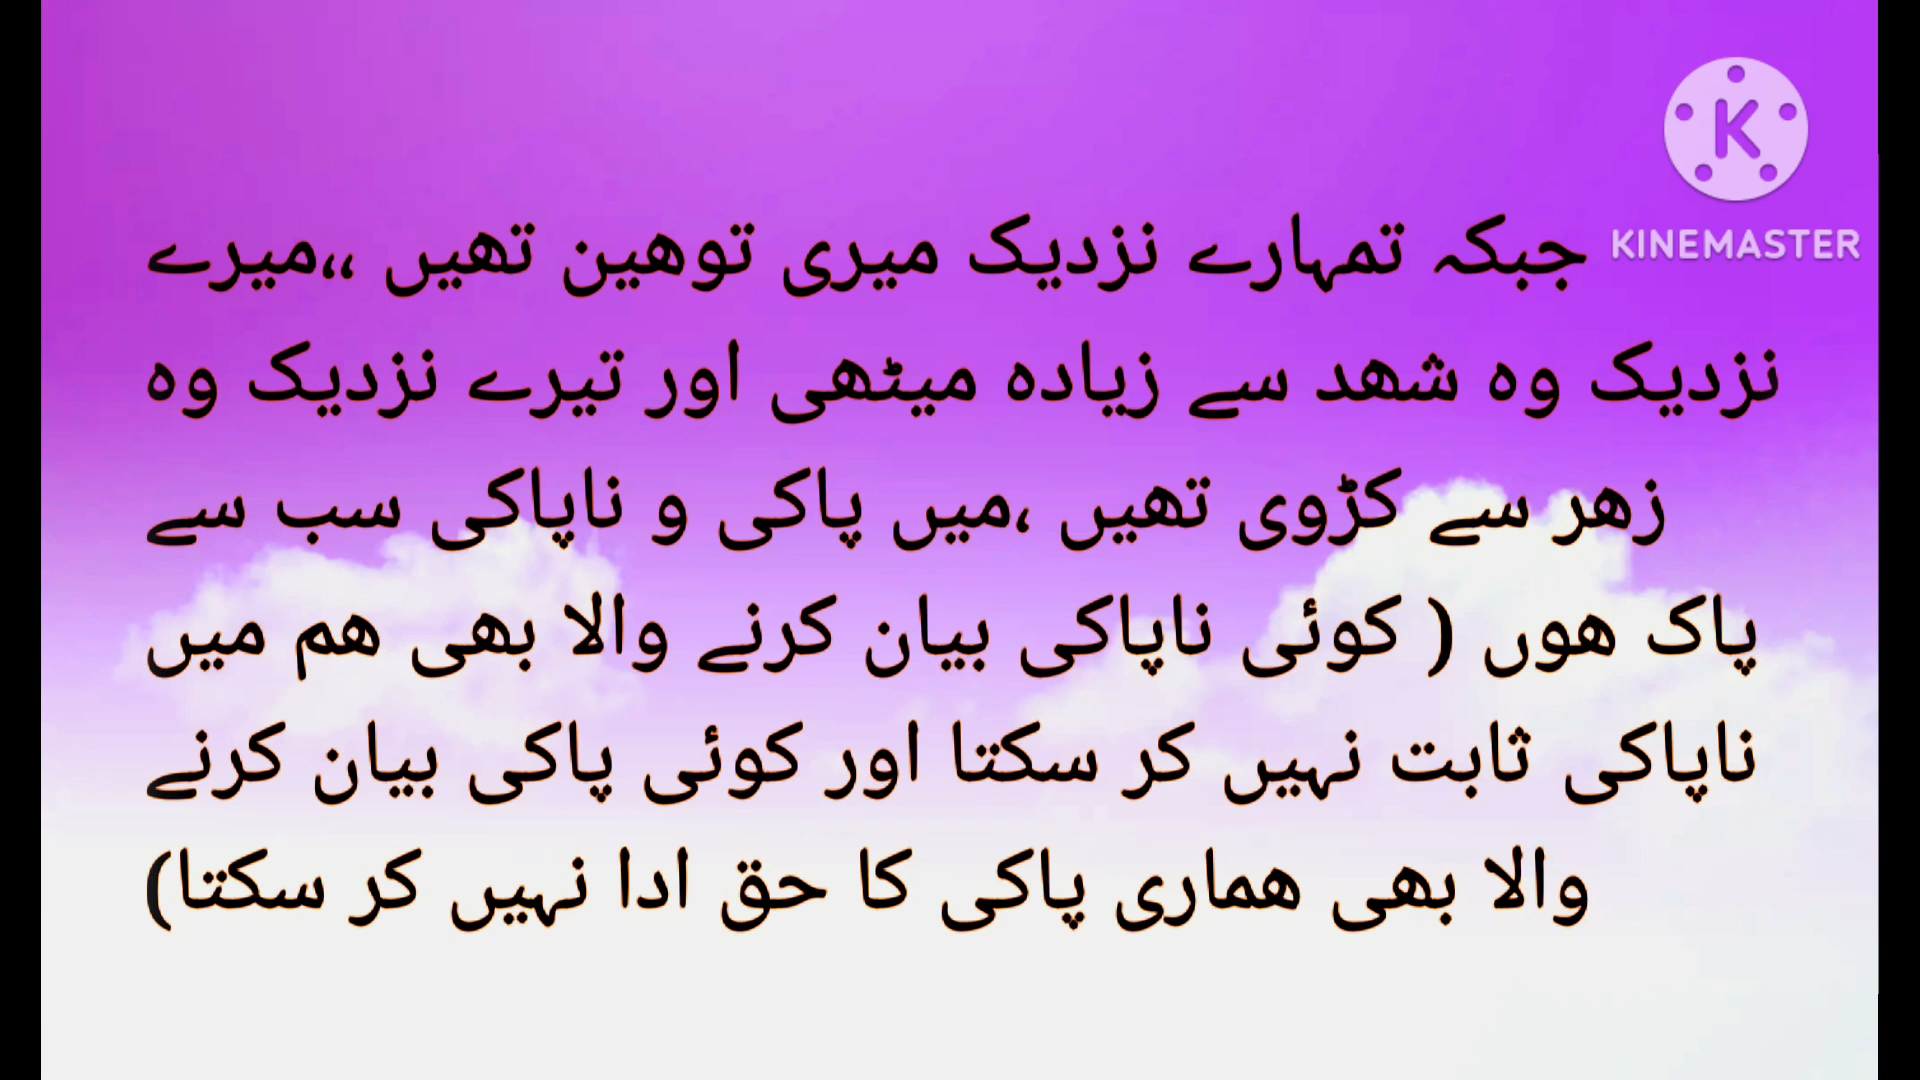 KINEMASTER
جبکہ تمہارے نزدیک میری توھین تھیں ،،میرے
نزدیک وہ شھد سے زیادہ میٹھی اور تیرے نزدیک وہ
زھر سے کڑوی تھیں ،میں پاکی و ناپاکی سب سے
پاک ھوں ( کوئی ناپاکی بیان کرنے والا بھی ھم میں
ناپاکی ثابت نہیں کر سکتا اور کوئی پاکی بیان کرنے
والا بھی ھماری پاکی کا حق ادا نہیں کر سکتا)